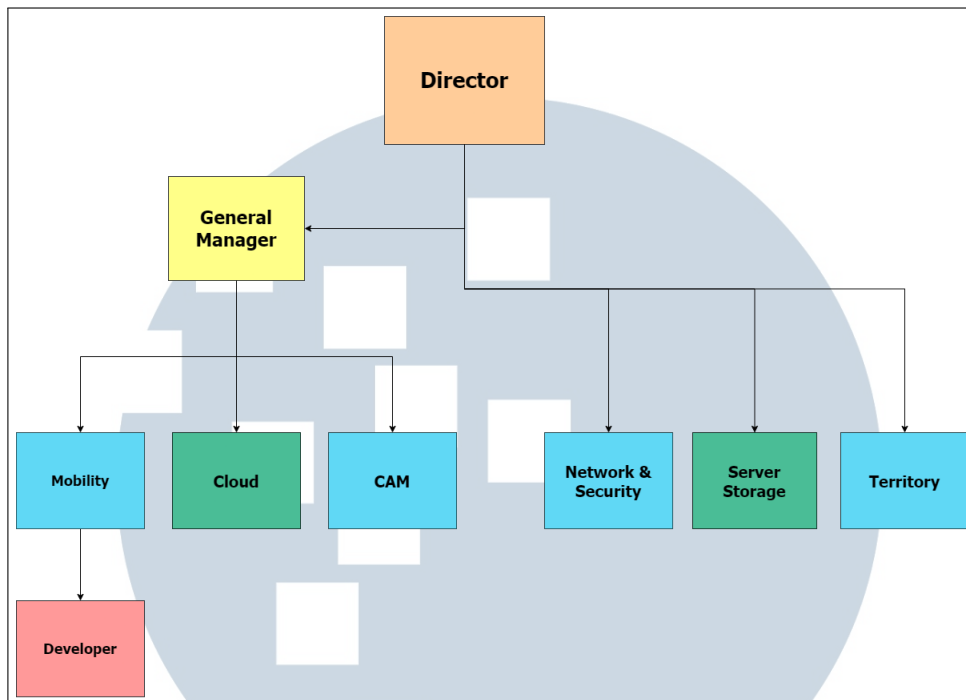 Director
General
Manager
Mobility
Cloud
CAM
Network &
Security
Server
Storage
Territory
Developer